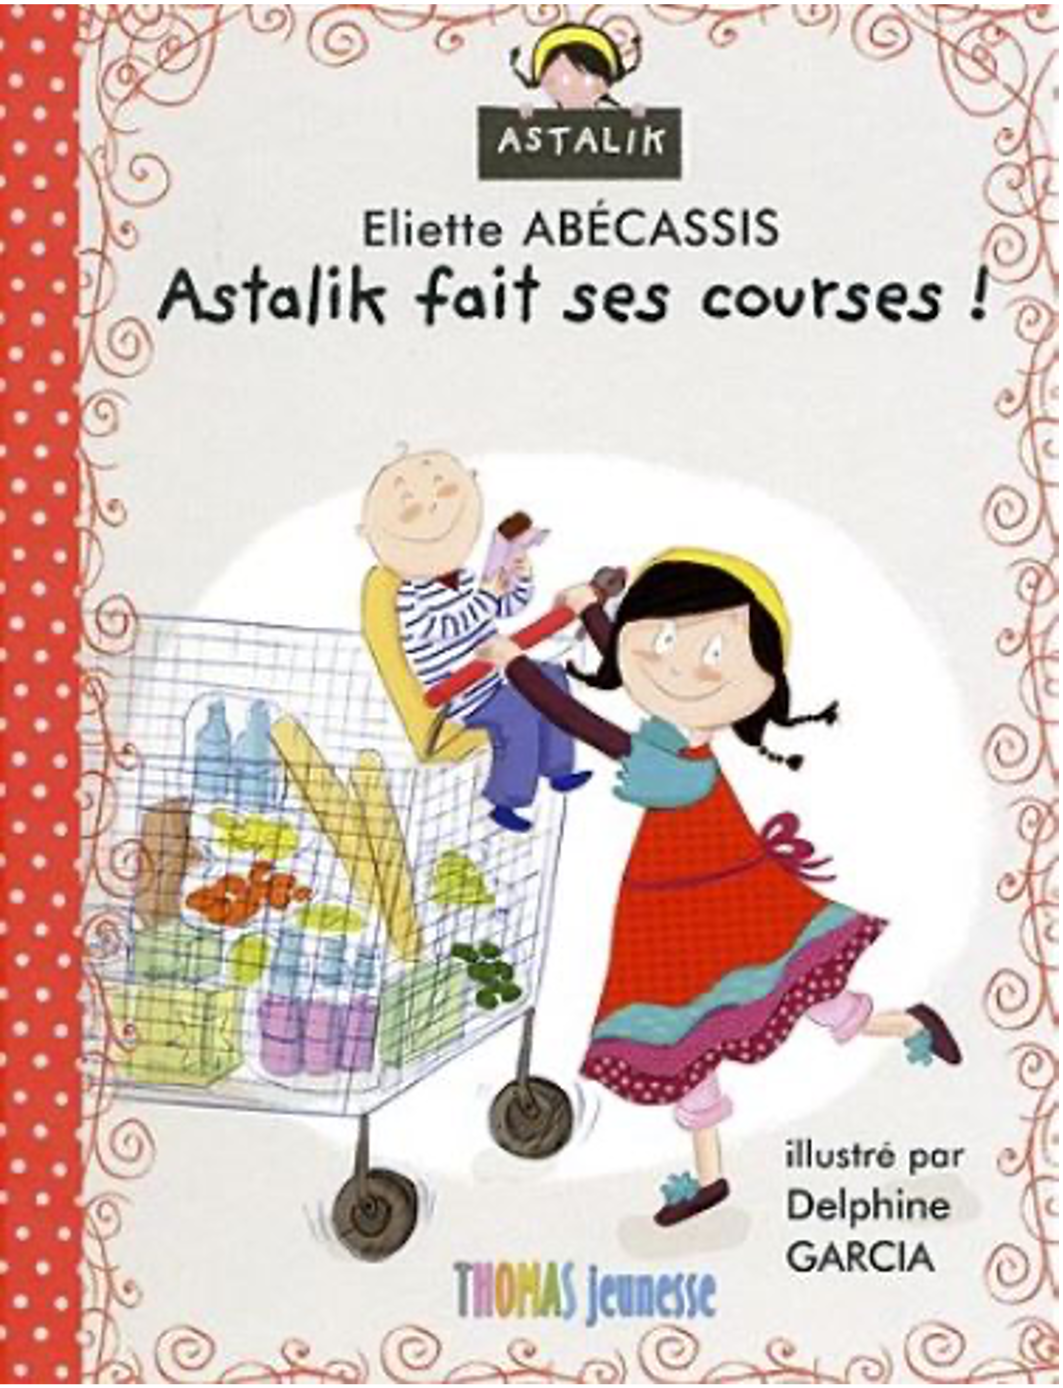 ASTALIK
Eliette ABÉCASSIS
Astalik fait ses courses !
illustré par
Delphine
GARCIA
THOMAS jeunesse